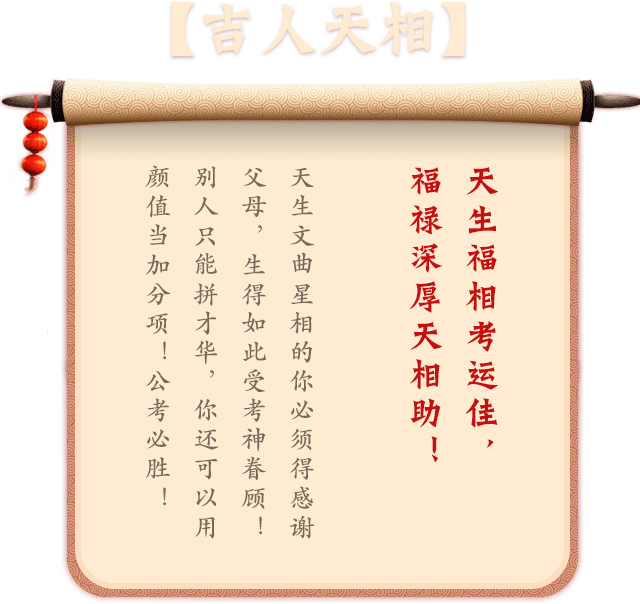 【吉人天相】
天生福相考运佳，
福禄深厚天相助！
天生文曲星相的你必须得感谢
父母，生得如此受考神眷顾！
别人只能拼才华，你还可以用
颜值当加分项！公考必胜！